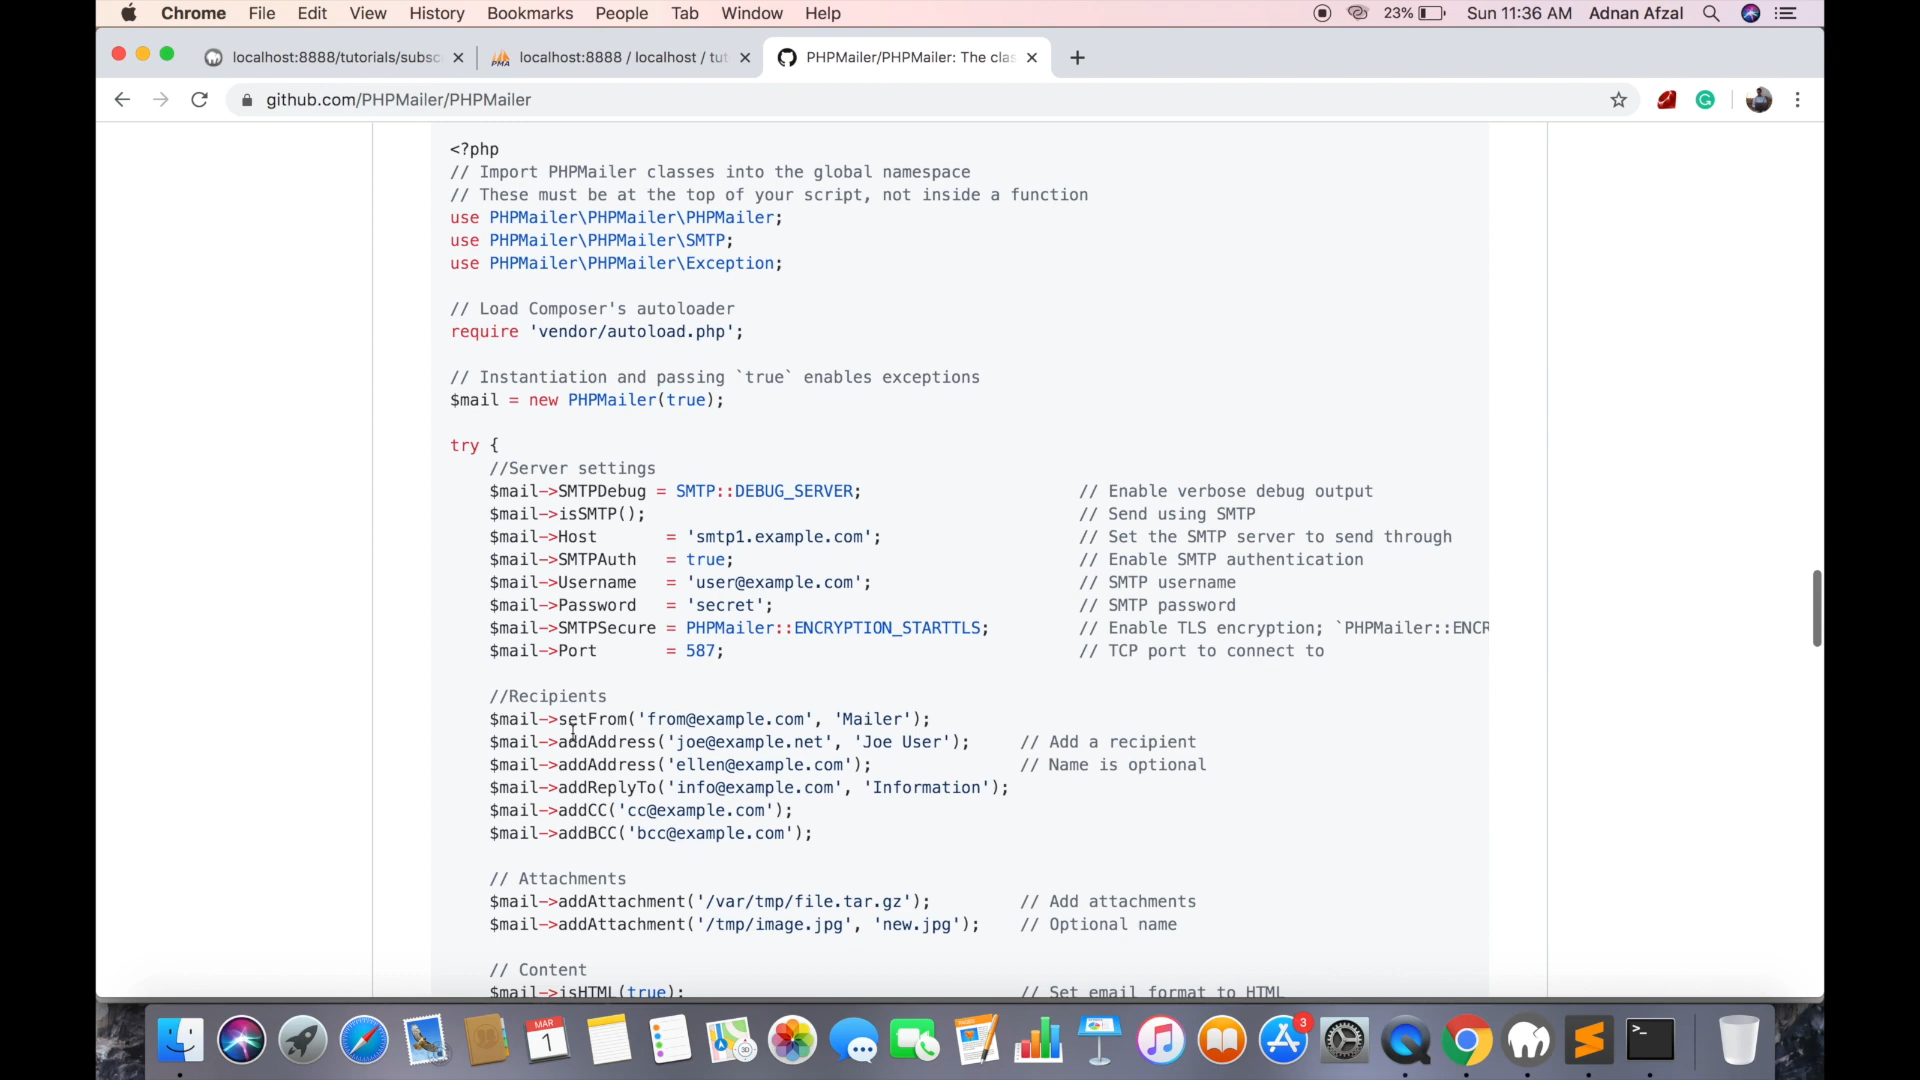 Chrome File Edit View History Bookmarks People Tab Window Help 23% Sun 11:36 AM Adnan Afzal
localhost:8888/tutorials/subsc
localhost:8888 / localhost / tut
PHPMailer/PHPMailer: The clas
github.com/PHPMailer/PHPMailer
<?php
// Import PHPMailer classes into the global namespace
// These must be at the top of your script, not inside a function
use PHPMailer\PHPMailer\PHPMailer;
use PHPMailer\PHPMailer\SMTP;
use PHPMailer\PHPMailer\Exception;
// Load Composer's autoloader
require 'vendor/autoload.php';
// Instantiation and passing `true` enables exceptions
$mail = new PHPMailer(true);
try {
//Server settings
$mail->SMTPDebug = SMTP::DEBUG_SERVER; // Enable verbose debug output
$mail->isSMTP(); // Send using SMTP
$mail->Host = 'smtp1.example.com'; // Set the SMTP server to send through
$mail->SMTPAuth = true; // Enable SMTP authentication
$mail->Username = 'user@example.com'; // SMTP username
$mail->Password = 'secret'; // SMTP password
$mail->SMTPSecure = PHPMailer::ENCRYPTION_STARTTLS; // Enable TLS encryption; `PHPMailer::ENCR
$mail->Port = 587; // TCP port to connect to
//Recipients
$mail->setFrom('from@example.com', 'Mailer');
$mail->addAddress('joe@example.net', 'Joe User'); // Add a recipient
$mail->addAddress('ellen@example.com'); // Name is optional
$mail->addReplyTo('info@example.com', 'Information');
$mail->addCC('cc@example.com');
$mail->addBCC('bcc@example.com');
// Attachments
$mail->addAttachment('/var/tmp/file.tar.gz'); // Add attachments
$mail->addAttachment('/tmp/image.jpg', 'new.jpg'); // Optional name
// Content
$mail->isHTML(true); // Set email format to HTML
MAR
1
3